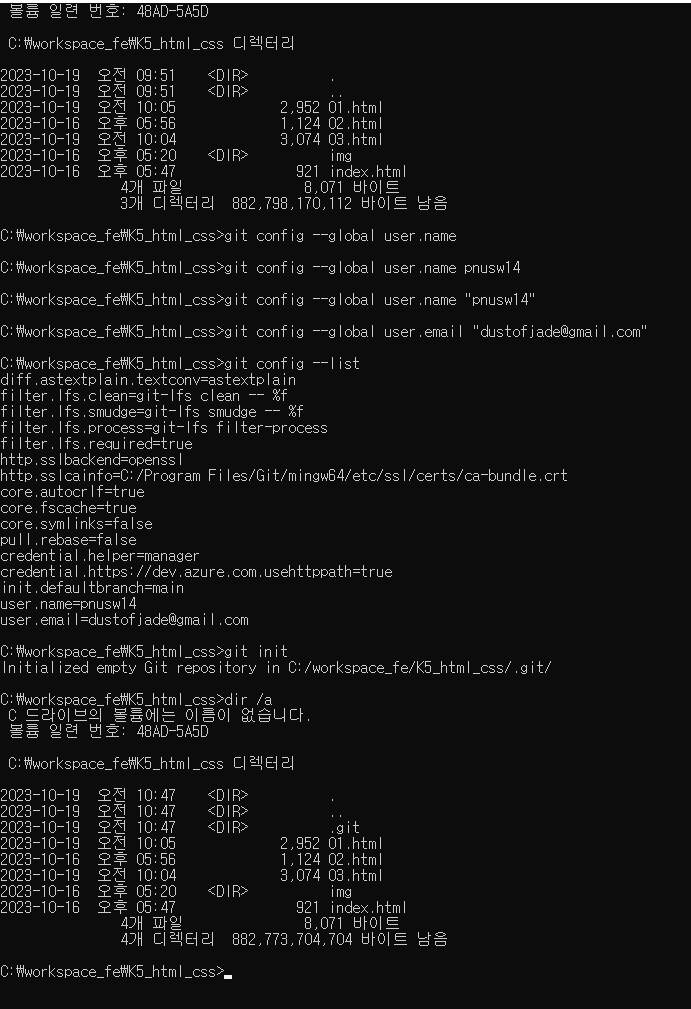 볼륨 일련 번호: 48AD-5A5D
C:₩workspace_fe₩K5_html_css 디렉터리
2023-10-19 오전 09:51 <DIR> .
2023-10-19 오전 09:51 <DIR> ..
2023-10-19 오전 10:05 2,952 01.html
2023-10-16 오후 05:56 1,124 02.html
2023-10-19 오전 10:04 3,074 03.html
2023-10-16 오후 05:20 <DIR> img
2023-10-16 오후 05:47 921 index.html
4개 파일 8,071 바이트
3개 디렉터리 882,798,170,112 바이트 남음
C:₩workspace_fe₩K5_html_css>git config --global user.name
C:₩workspace_fe₩K5_html_css>git config --global user.name pnusw14
C:₩workspace_fe₩K5_html_css>git config --global user.name "pnusw14"
C:₩workspace_fe₩K5_html_css>git config --global user.email "dustofjade@gmail.com"
C:₩workspace_fe₩K5_html_css>git config --list
diff.astextplain.textconv=astextplain
filter.lfs.clean=git-lfs clean -- %f
filter.lfs.smudge=git-lfs smudge -- %f
filter.lfs.process=git-lfs filter-process
filter.lfs.required=true
http.sslbackend=openssl
http.sslcainfo=C:/Program Files/Git/mingw64/etc/ssl/certs/ca-bundle.crt
core.autocrlf=true
core.fscache=true
core.symlinks=false
pull.rebase=false
credential.helper=manager
credential.https://dev.azure.com.usehttppath=true
init.defaultbranch=main
user.name=pnusw14
user.email=dustofjade@gmail.com
C:₩workspace_fe₩K5_html_css>git init
Initialized empty Git repository in C:/workspace_fe/K5_html_css/.git/
C:₩workspace_fe₩K5_html_css>dir /a
C 드라이브의 볼륨에는 이름이 없습니다.
볼륨 일련 번호: 48AD-5A5D
C:₩workspace_fe₩K5_html_css 디렉터리
2023-10-19 오전 10:47 <DIR> .
2023-10-19 오전 10:47 <DIR> ..
2023-10-19 오전 10:47 <DIR> .git
2023-10-19 오전 10:05 2,952 01.html
2023-10-16 오후 05:56 1,124 02.html
2023-10-19 오전 10:04 3,074 03.html
2023-10-16 오후 05:20 <DIR> img
2023-10-16 오후 05:47 921 index.html
4개 파일 8,071 바이트
4개 디렉터리 882,773,704,704 바이트 남음
C:₩workspace_fe₩K5_html_css>